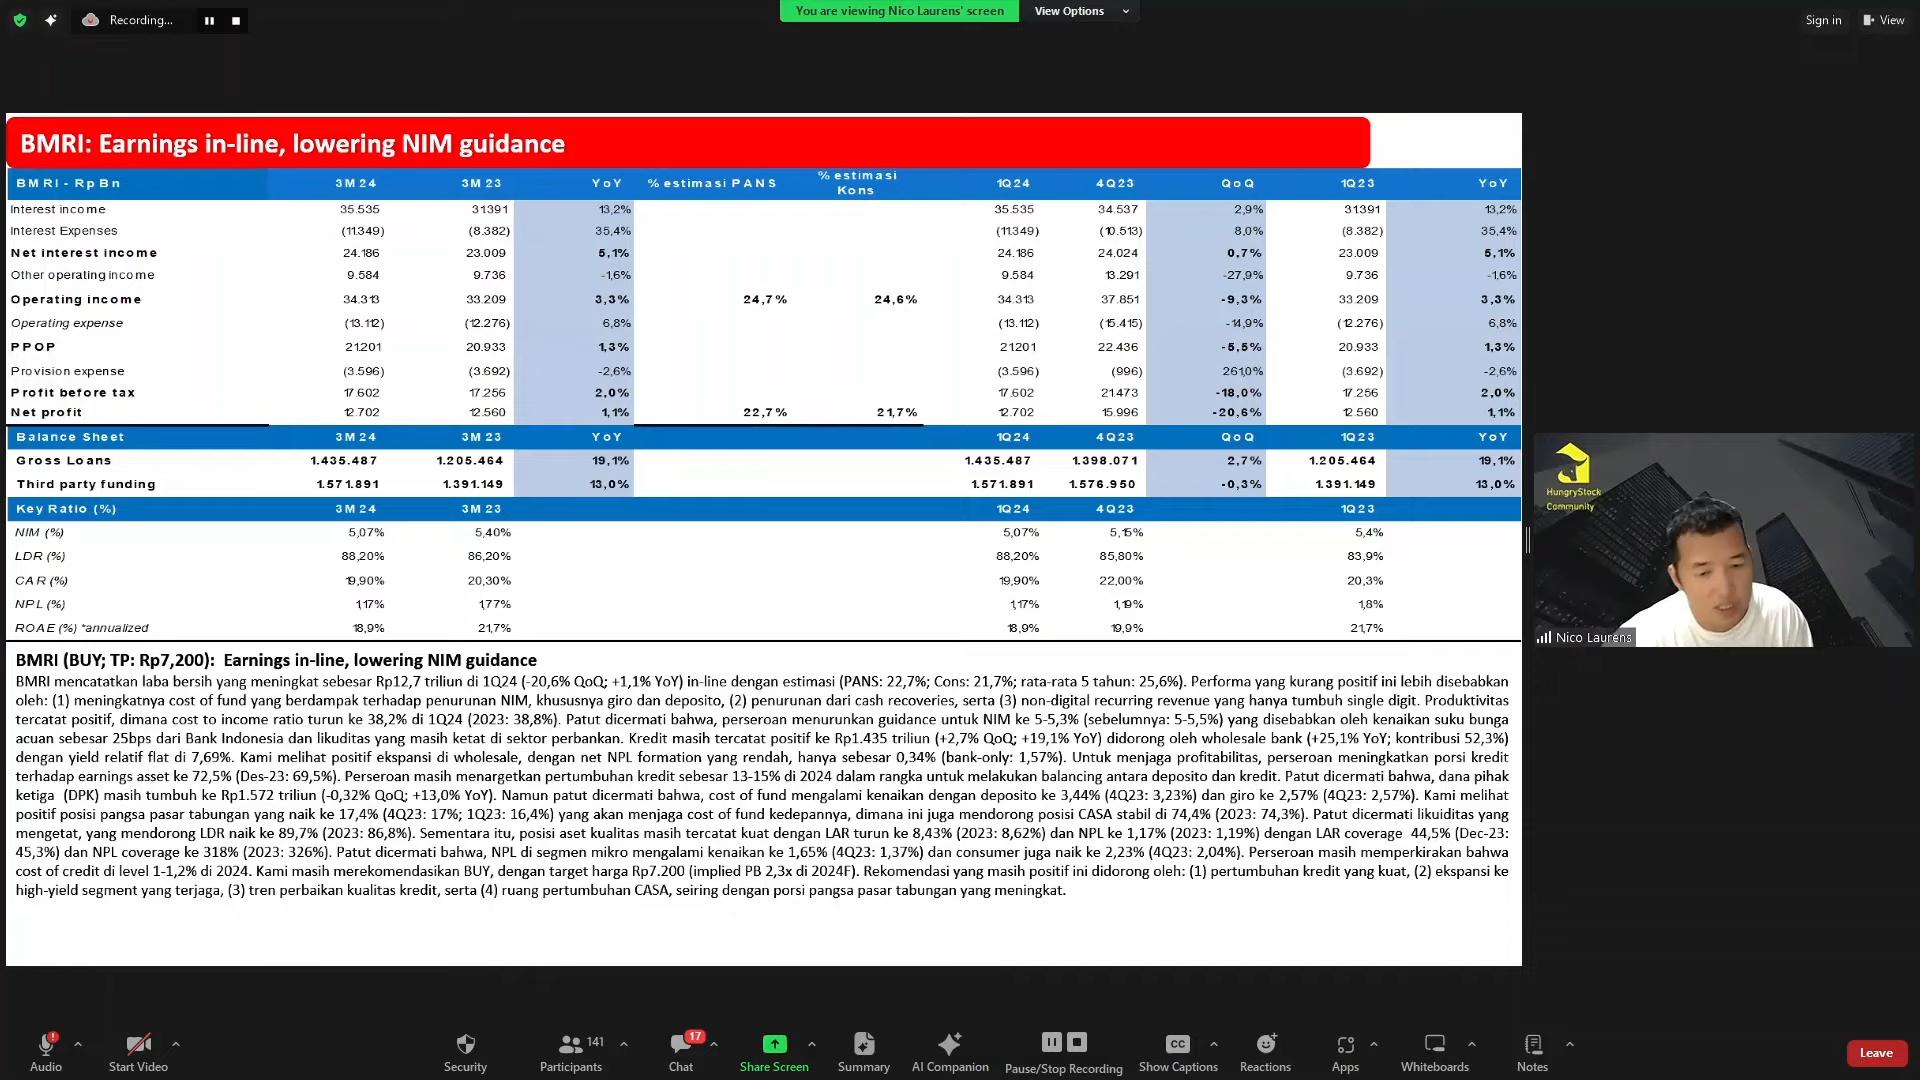 Recording...
You are viewing Nico Laurens' screen
View Options
Sign in
View
BMRI: Earnings in-line, lowering NIM guidance
BMRI - Rp Bn 3M 24 3M 23 YoY % estimasi PANS % estimasi Kons 1Q24 4Q23 QoQ 1Q23 YoY
Interest income 35.535 31.391 13,2% 35.535 34.537 2,9% 31.391 13,2%
Interest Expenses (11.349) (8.382) 35,4% (11.349) (10.513) 8,0% (8.382) 35,4%
Net interest income 24.186 23.009 5,1% 24.186 24.024 0,7% 23.009 5,1%
Other operating income 9.584 9.736 -1,6% 9.584 13.291 -27,9% 9.736 -1,6%
Operating income 34.313 33.209 3,3% 24,7% 24,6% 34.313 37.851 -9,3% 33.209 3,3%
Operating expense (13.112) (12.276) 6,8% (13.112) (15.415) -14,9% (12.276) 6,8%
PPOP 21.201 20.933 1,3% 21.201 22.436 -5,5% 20.933 1,3%
Provision expense (3.596) (3.692) -2,6% (3.596) (996) 261,0% (3.692) -2,6%
Profit before tax 17.602 17.256 2,0% 17.602 21.473 -18,0% 17.256 2,0%
Net profit 12.702 12.560 1,1% 22,7% 21,7% 12.702 15.996 -20,6% 12.560 1,1%
Balance Sheet 3M 24 3M 23 YoY 1Q24 4Q23 QoQ 1Q23 YoY
Gross Loans 1.435.487 1.205.464 19,1% 1.435.487 1.398.071 2,7% 1.205.464 19,1%
Third party funding 1.571.891 1.391.149 13,0% 1.571.891 1.576.950 -0,3% 1.391.149 13,0%
Key Ratio (%) 3M 24 3M 23 1Q24 4Q23 1Q23
NIM (%) 5,07% 5,40% 5,07% 5,15% 5,4%
LDR (%) 88,20% 86,20% 88,20% 85,80% 83,9%
CAR (%) 19,90% 20,30% 19,90% 22,00% 20,3%
NPL (%) 1,17% 1,77% 1,17% 1,19% 1,8%
ROAE (%) *annualized 18,9% 21,7% 18,9% 19,9% 21,7%
BMRI (BUY; TP: Rp7,200): Earnings in-line, lowering NIM guidance
BMRI mencatatkan laba bersih yang meningkat sebesar Rp12,7 triliun di 1Q24 (-20,6% QoQ; +1,1% YoY) in-line dengan estimasi (PANS: 22,7%; Cons: 21,7%; rata-rata 5 tahun: 25,6%). Performa yang kurang positif ini lebih disebabkan
oleh: (1) meningkatnya cost of fund yang berdampak terhadap penurunan NIM, khususnya giro dan deposito, (2) penurunan dari cash recoveries, serta (3) non-digital recurring revenue yang hanya tumbuh single digit. Produktivitas
tercatat positif, dimana cost to income ratio turun ke 38,2% di 1Q24 (2023: 38,8%). Patut dicermati bahwa, perseroan menurunkan guidance untuk NIM ke 5-5,3% (sebelumnya: 5-5,5%) yang disebabkan oleh kenaikan suku bunga
acuan sebesar 25bps dari Bank Indonesia dan likuditas yang masih ketat di sektor perbankan. Kredit masih tercatat positif ke Rp1.435 triliun (+2,7% QoQ; +19,1% YoY) didorong oleh wholesale bank (+25,1% YoY; kontribusi 52,3%)
dengan yield relatif flat di 7,69%. Kami melihat positif ekspansi di wholesale, dengan net NPL formation yang rendah, hanya sebesar 0,34% (bank-only: 1,57%). Untuk menjaga profitabilitas, perseroan meningkatkan porsi kredit
terhadap earnings asset ke 72,5% (Des-23: 69,5%). Perseroan masih menargetkan pertumbuhan kredit sebesar 13-15% di 2024 dalam rangka untuk melakukan balancing antara deposito dan kredit. Patut dicermati bahwa, dana pihak
ketiga (DPK) masih tumbuh ke Rp1.572 triliun (-0,32% QoQ; +13,0% YoY). Namun patut dicermati bahwa, cost of fund mengalami kenaikan dengan deposito ke 3,44% (4Q23: 3,23%) dan giro ke 2,57% (4Q23: 2,57%). Kami melihat
positif posisi pangsa pasar tabungan yang naik ke 17,4% (4Q23: 17%; 1Q23: 16,4%) yang akan menjaga cost of fund kedepannya, dimana ini juga mendorong posisi CASA stabil di 74,4% (2023: 74,3%). Patut dicermati likuiditas yang
mengetat, yang mendorong LDR naik ke 89,7% (2023: 86,8%). Sementara itu, posisi aset kualitas masih tercatat kuat dengan LAR turun ke 8,43% (2023: 8,62%) dan NPL ke 1,17% (2023: 1,19%) dengan LAR coverage 44,5% (Dec-23:
45,3%) dan NPL coverage ke 318% (2023: 326%). Patut dicermati bahwa, NPL di segmen mikro mengalami kenaikan ke 1,65% (4Q23: 1,37%) dan consumer juga naik ke 2,23% (4Q23: 2,04%). Perseroan masih memperkirakan bahwa
cost of credit di level 1-1,2% di 2024. Kami masih merekomendasikan BUY, dengan target harga Rp7.200 (implied PB 2,3x di 2024F). Rekomendasi yang masih positif ini didorong oleh: (1) pertumbuhan kredit yang kuat, (2) ekspansi ke
high-yield segment yang terjaga, (3) tren perbaikan kualitas kredit, serta (4) ruang pertumbuhan CASA, seiring dengan porsi pangsa pasar tabungan yang meningkat.
HungryStock
Community
Nico Laurens
Audio
Start Video
Security
Participants 141
Chat 17
Share Screen
Summary
AI Companion
Pause/Stop Recording
CC Show Captions
Reactions
Apps
Whiteboards
Notes
Leave